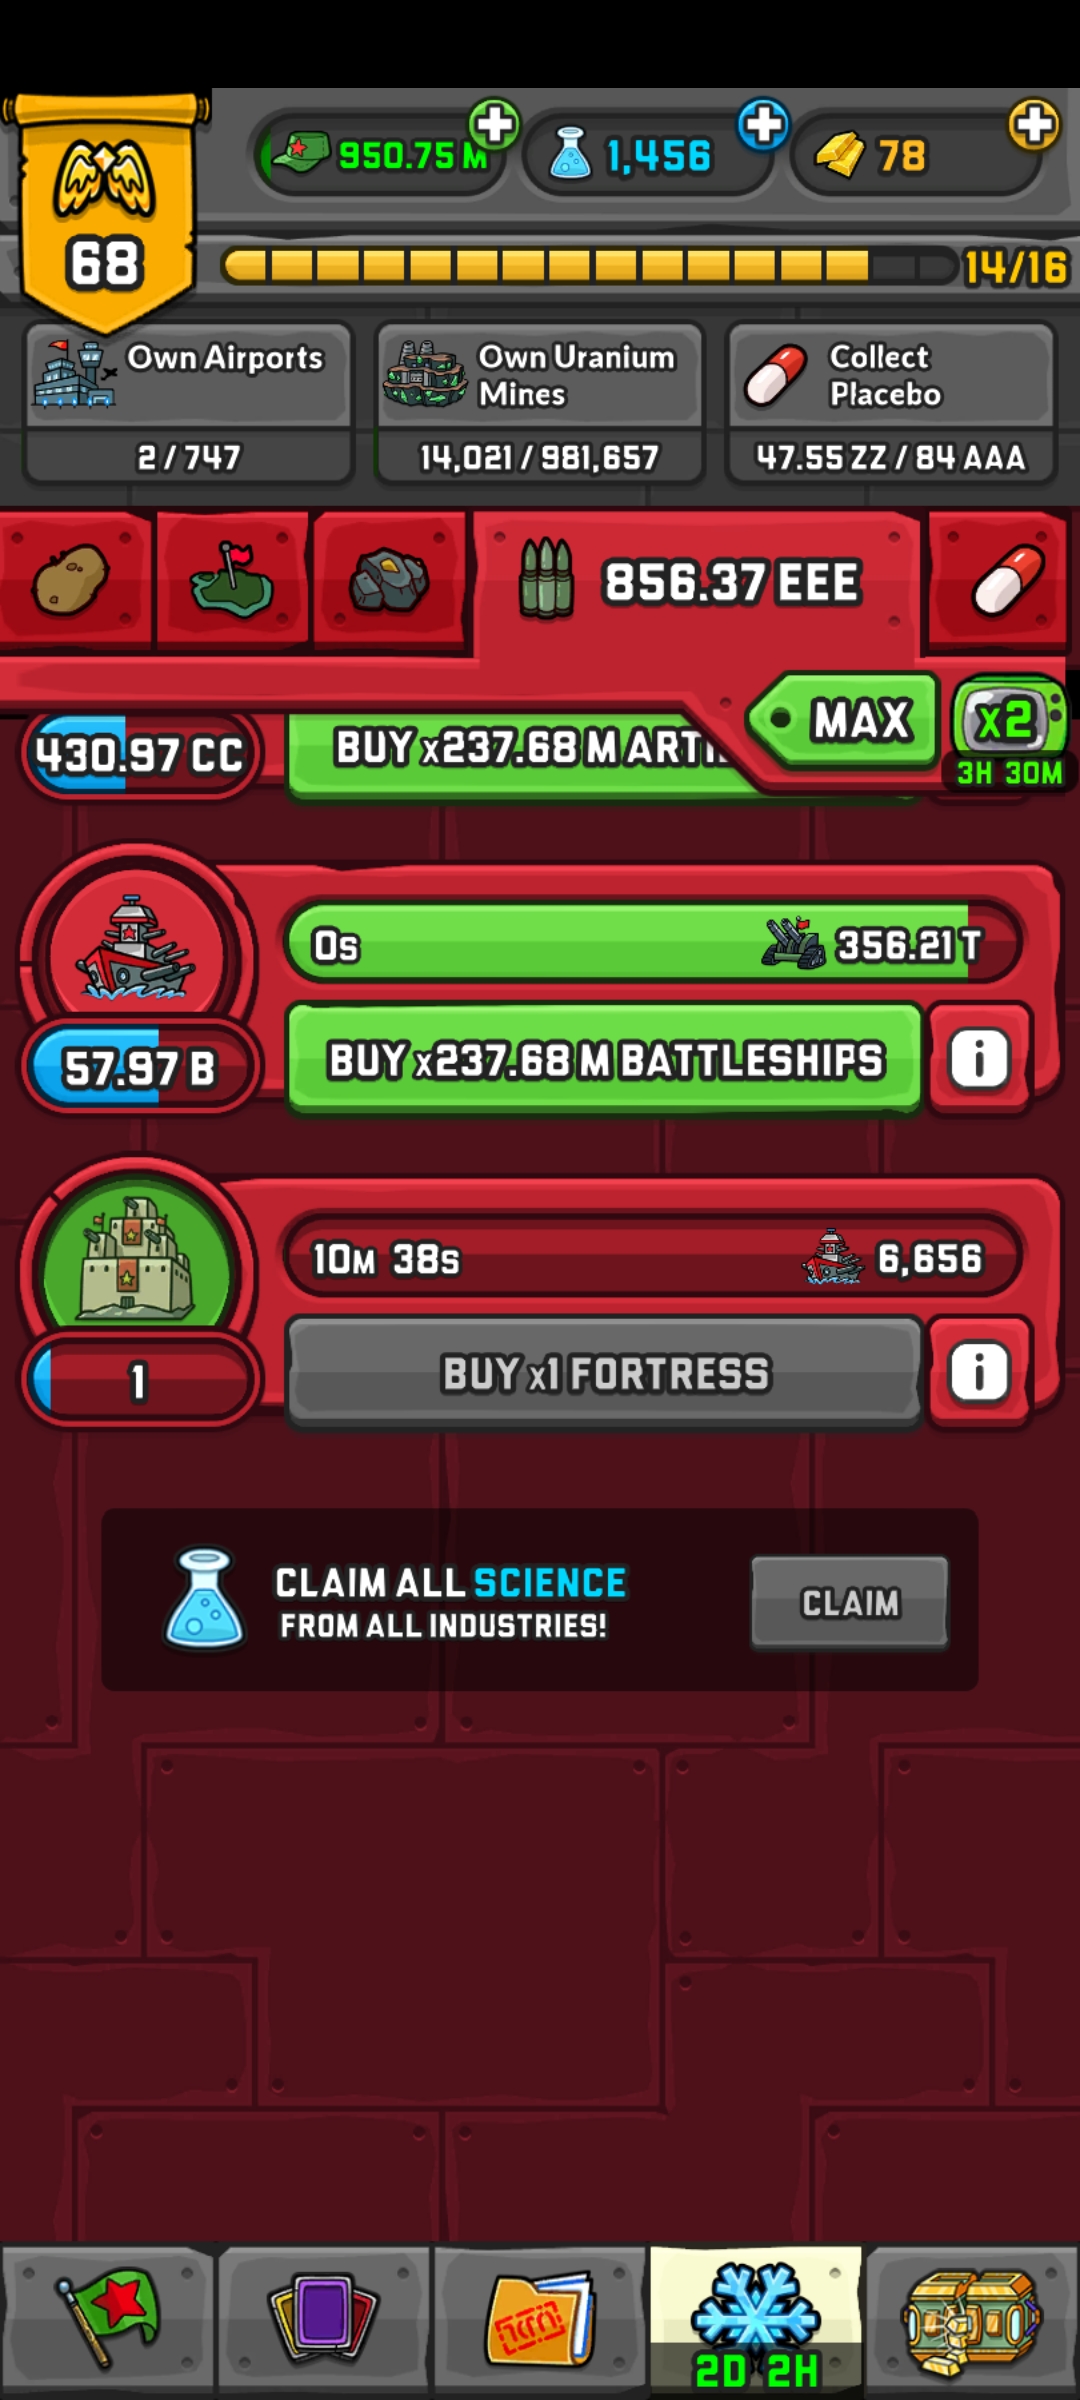 950.75 M
1,456
78
68
14/16
Own Airports
2 / 747
Own Uranium
Mines
14,021 / 981,657
Collect
Placebo
47.55 ZZ / 84 AAA
856.37 EEE
MAX
x2
3H 30M
430.97 CC
BUY x237.68 M ARTI
0s
356.21 T
57.97 B
BUY x237.68 M BATTLESHIPS
i
10M 38s
6,656
1
BUY x1 FORTRESS
i
CLAIM ALL SCIENCE
FROM ALL INDUSTRIES!
CLAIM
2D 2H